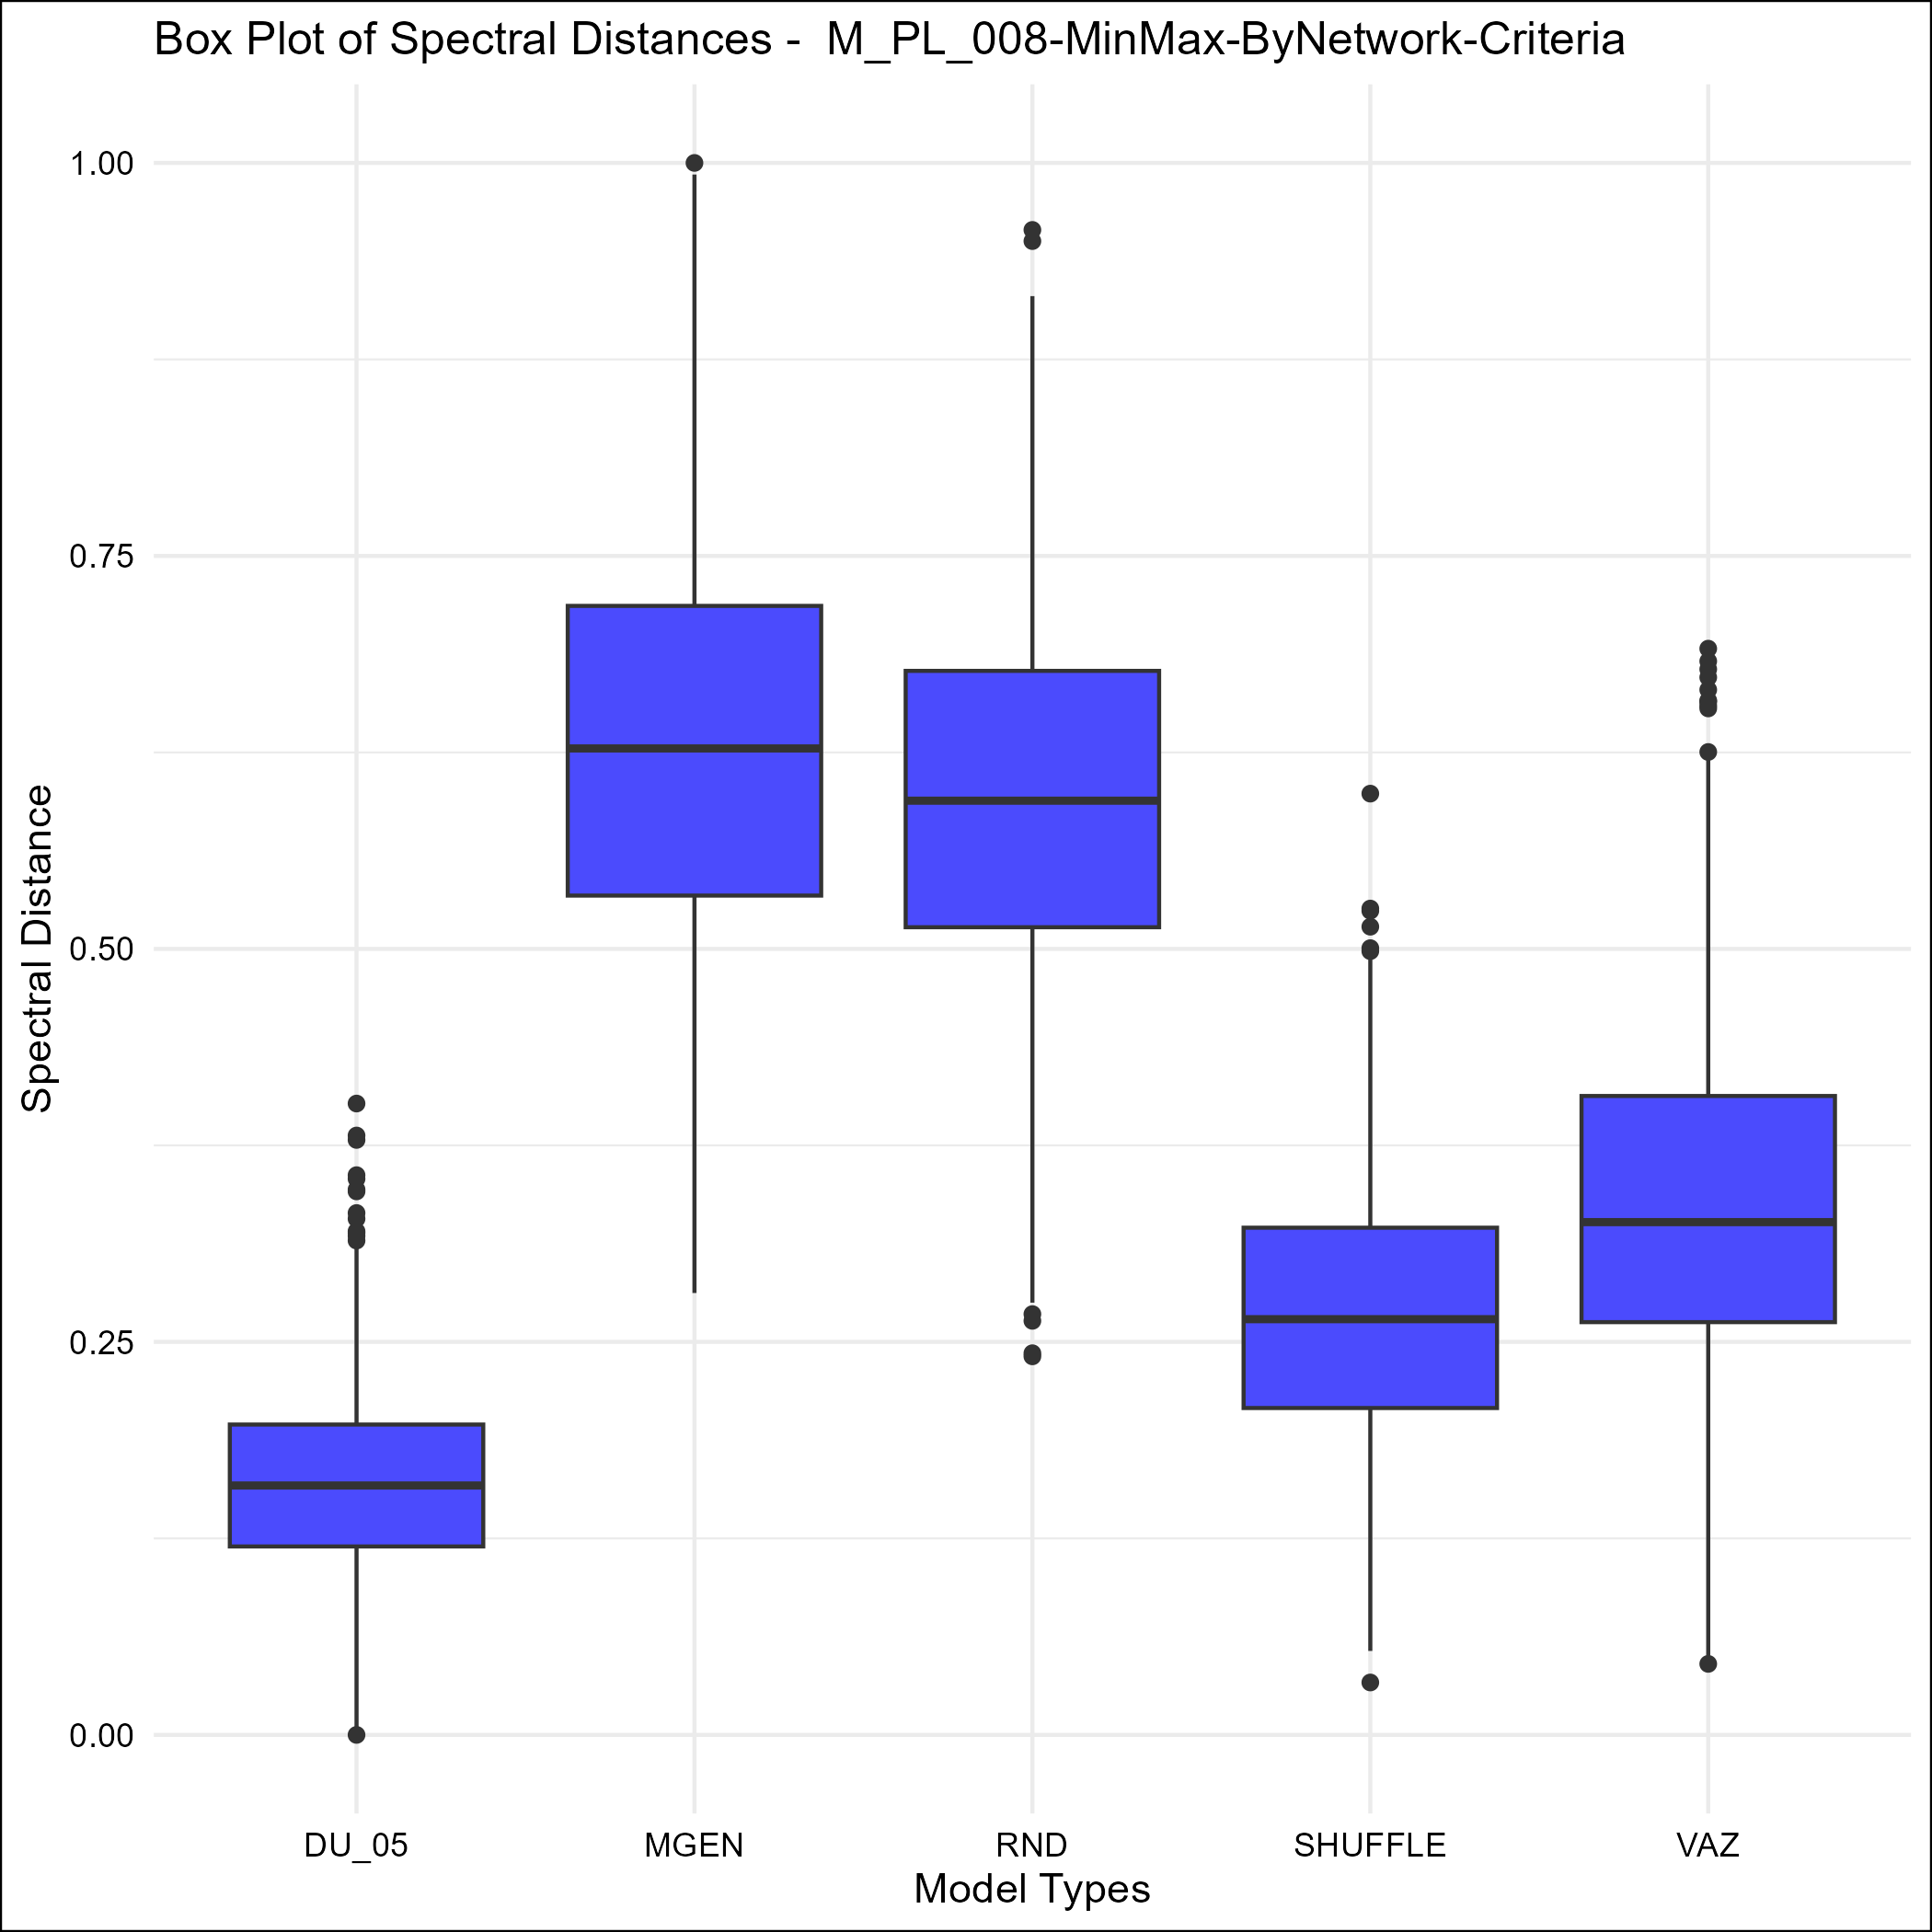 Box Plot of Spectral Distances -  M_PL_008-MinMax-ByNetwork-Criteria
Spectral Distance
1.00
0.75
0.50
0.25
0.00
DU_05 MGEN RND SHUFFLE VAZ
Model Types